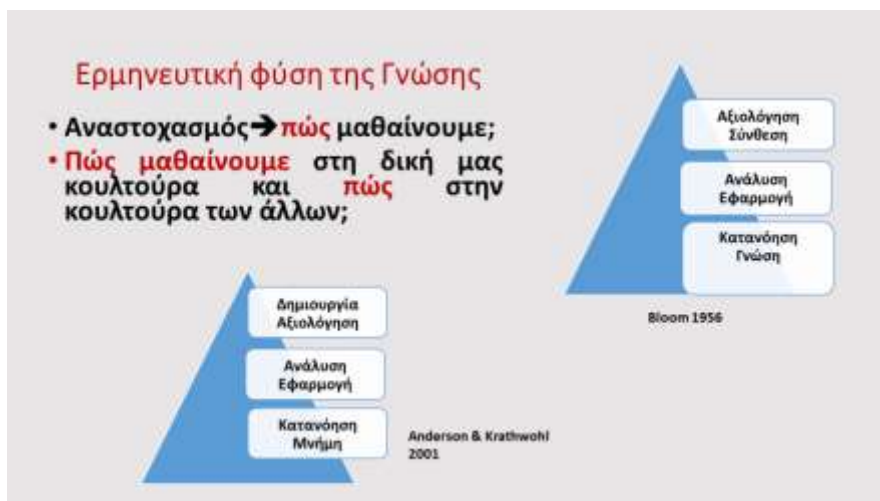 Ερμηνευτική φύση της Γνώσης
• Αναστοχασμός➔πώς μαθαίνουμε;
• Πώς μαθαίνουμε στη δική μας
κουλτούρα και πώς στην
κουλτούρα των άλλων;
Αξιολόγηση
Σύνθεση
Ανάλυση
Εφαρμογή
Κατανόηση
Γνώση
Bloom 1956
Δημιουργία
Αξιολόγηση
Ανάλυση
Εφαρμογή
Κατανόηση
Μνήμη
Anderson & Krathwohl
2001